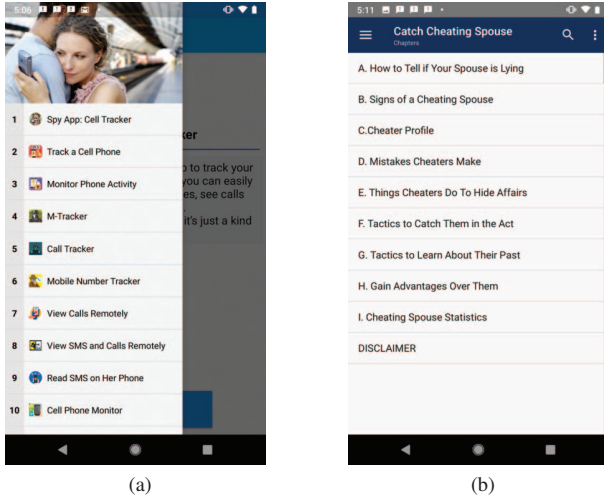 5:06
1 Spy App: Cell Tracker
2 Track a Cell Phone
3 Monitor Phone Activity
4 M-Tracker
5 Call Tracker
6 Mobile Number Tracker
7 View Calls Remotely
8 View SMS and Calls Remotely
9 Read SMS on Her Phone
10 Cell Phone Monitor
ker
to track your
you can easily
es, see calls
it's just a kind
(a)
5:11
Catch Cheating Spouse
Chapters
A. How to Tell if Your Spouse is Lying
B. Signs of a Cheating Spouse
C.Cheater Profile
D. Mistakes Cheaters Make
E. Things Cheaters Do To Hide Affairs
F. Tactics to Catch Them in the Act
G. Tactics to Learn About Their Past
H. Gain Advantages Over Them
I. Cheating Spouse Statistics
DISCLAIMER
(b)